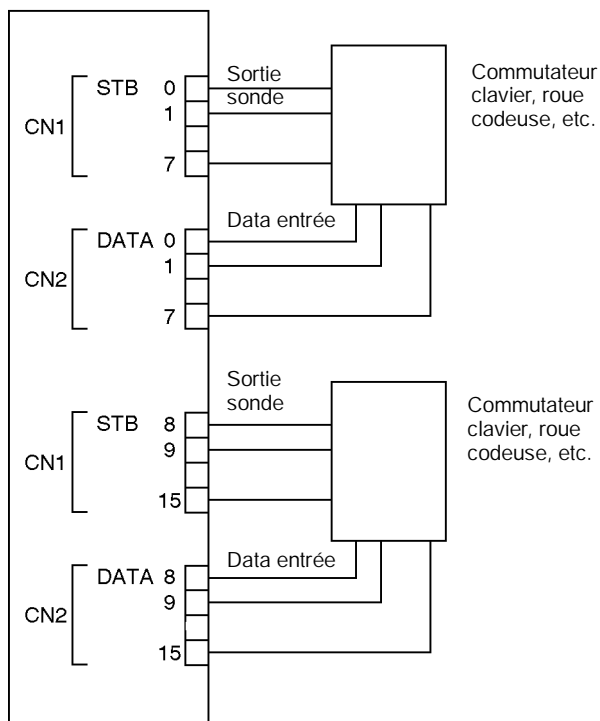 STB 0
1
CN1
7
Sortie
sonde
Commutateur
clavier, roue
codeuse, etc.
DATA 0
1
CN2
7
Data entrée
STB 8
9
CN1
15
Sortie
sonde
Commutateur
clavier, roue
codeuse, etc.
DATA 8
9
CN2
15
Data entrée